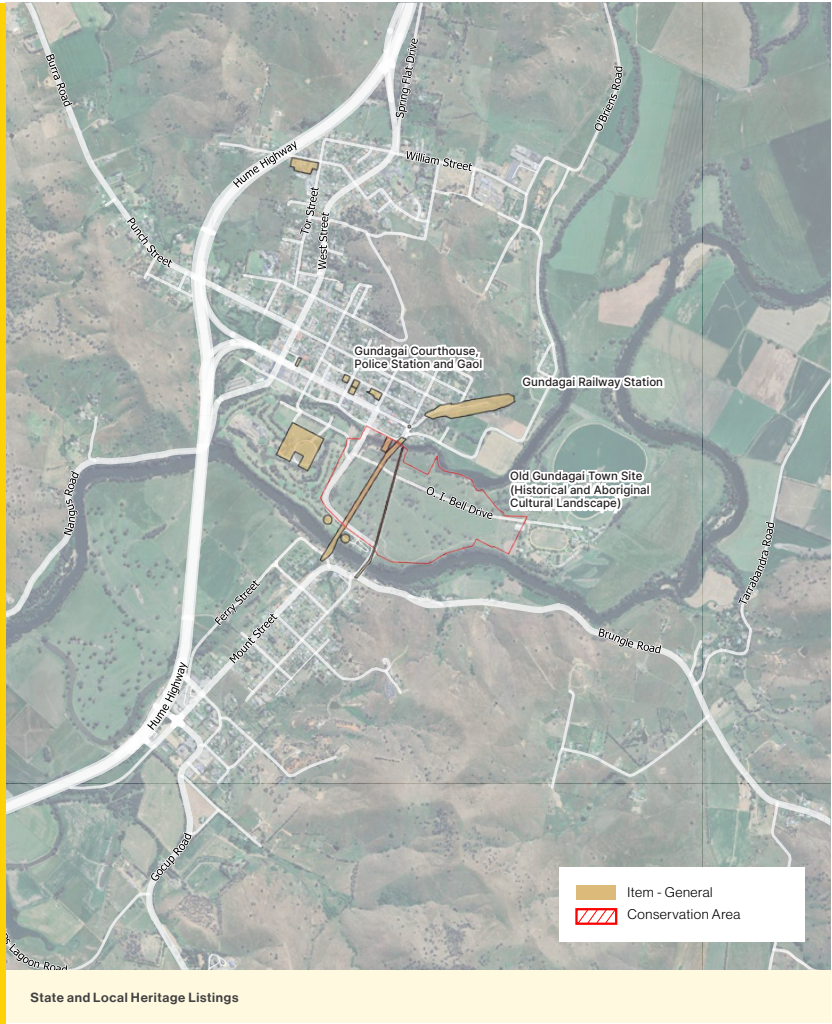 Burra Road
Spring Flat Drive
O'Briens Road
Hume Highway
William Street
Tor Street
West Street
Punch Street
Gundagai Courthouse,
Police Station and Gaol
Gundagai Railway Station
Old Gundagai Town Site
(Historical and Aboriginal
Cultural Landscape)
O. I. Bell Drive
Nangus Road
Tarrabandra Road
Ferry Street
Mount Street
Brungle Road
Hume Highway
Gocup Road
Lagoon Road
Item - General
Conservation Area
State and Local Heritage Listings